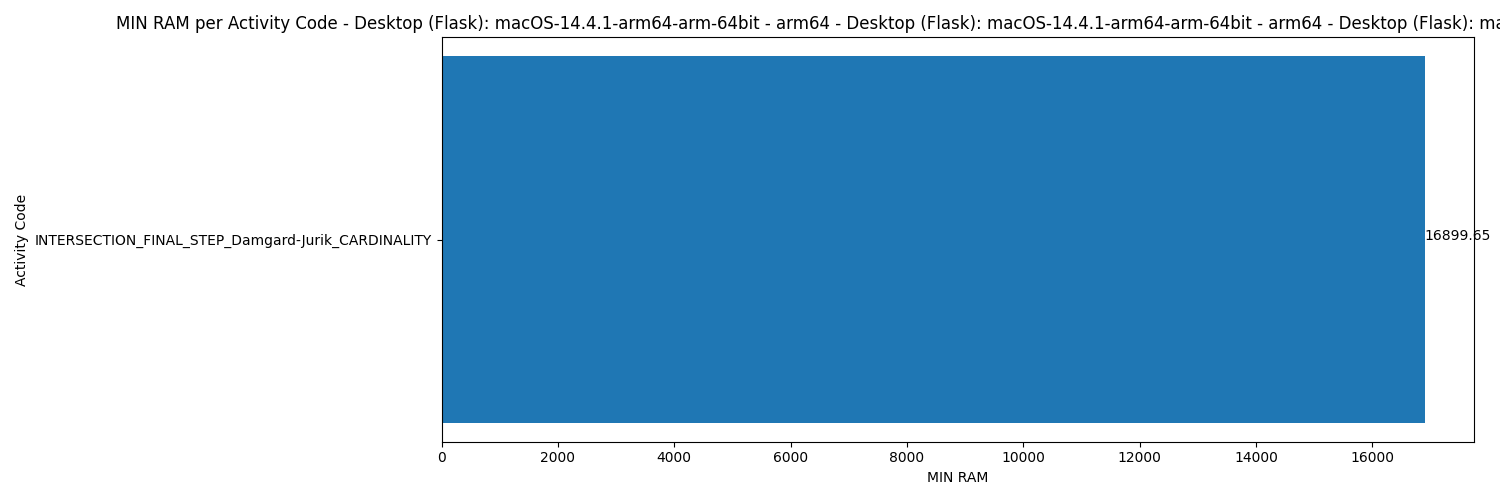 MIN RAM per Activity Code - Desktop (Flask): macOS-14.4.1-arm64-arm-64bit - arm64 - Desktop (Flask): macOS-14.4.1-arm64-arm-64bit - arm64 - Desktop (Flask):
Activity Code
INTERSECTION_FINAL_STEP_Damgard-Jurik_CARDINALITY
16899.65
0 2000 4000 6000 8000 10000 12000 14000 16000
MIN RAM